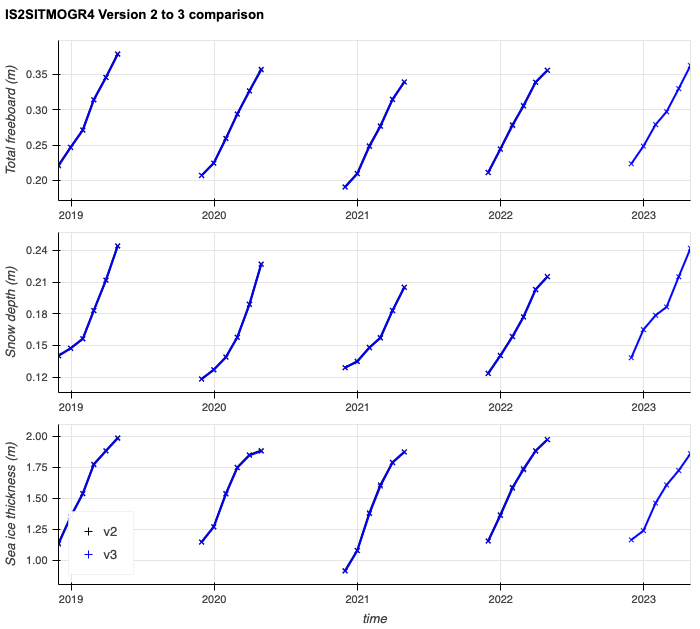 IS2SITMOGR4 Version 2 to 3 comparison
Total freeboard (m)
0.35
0.30
0.25
0.20
2019 2020 2021 2022 2023
Snow depth (m)
0.24
0.21
0.18
0.15
0.12
2019 2020 2021 2022 2023
Sea ice thickness (m)
2.00
1.75
1.50
1.25
1.00
v2
v3
2019 2020 2021 2022 2023
time